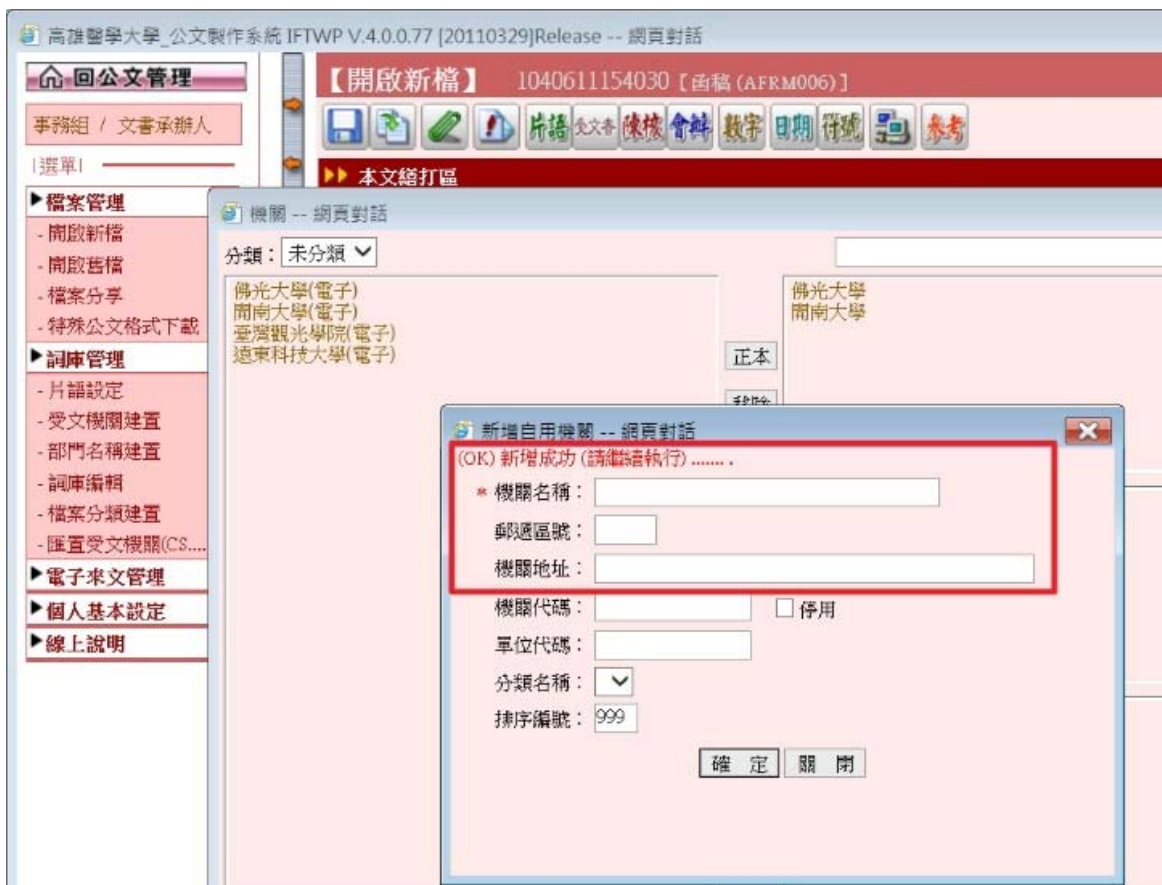 高雄醫學大學_公文製作系統 IFTWP V.4.0.0.77 [20110329]Release -- 網頁對話
回公文管理
事務組 / 文書承辦人
|選單|
▶檔案管理
- 開啟新檔
- 開啟舊檔
- 檔案分享
- 特殊公文格式下載
▶詞庫管理
- 片語設定
- 受文機關建置
- 部門名稱建置
- 詞庫編輯
- 檔案分類建置
- 匯置受文機關(CS....
▶電子來文管理
▶個人基本設定
▶線上說明
【開啟新檔】 1040611154030 [函稿 (AFRM006)]
片語 受文者 陳核 會辦 數字 日期 符號 參考
本文繕打區
機關 -- 網頁對話
分類：未分類
佛光大學(電子)
開南大學(電子)
臺灣觀光學院(電子)
遠東科技大學(電子)
正本
移除
佛光大學
開南大學
新增自用機關 -- 網頁對話
(OK) 新增成功 (請繼續執行) ....... .
* 機關名稱：
郵遞區號：
機關地址：
機關代碼： 停用
單位代碼：
分類名稱：
排序編號：999
確 定 關 閉